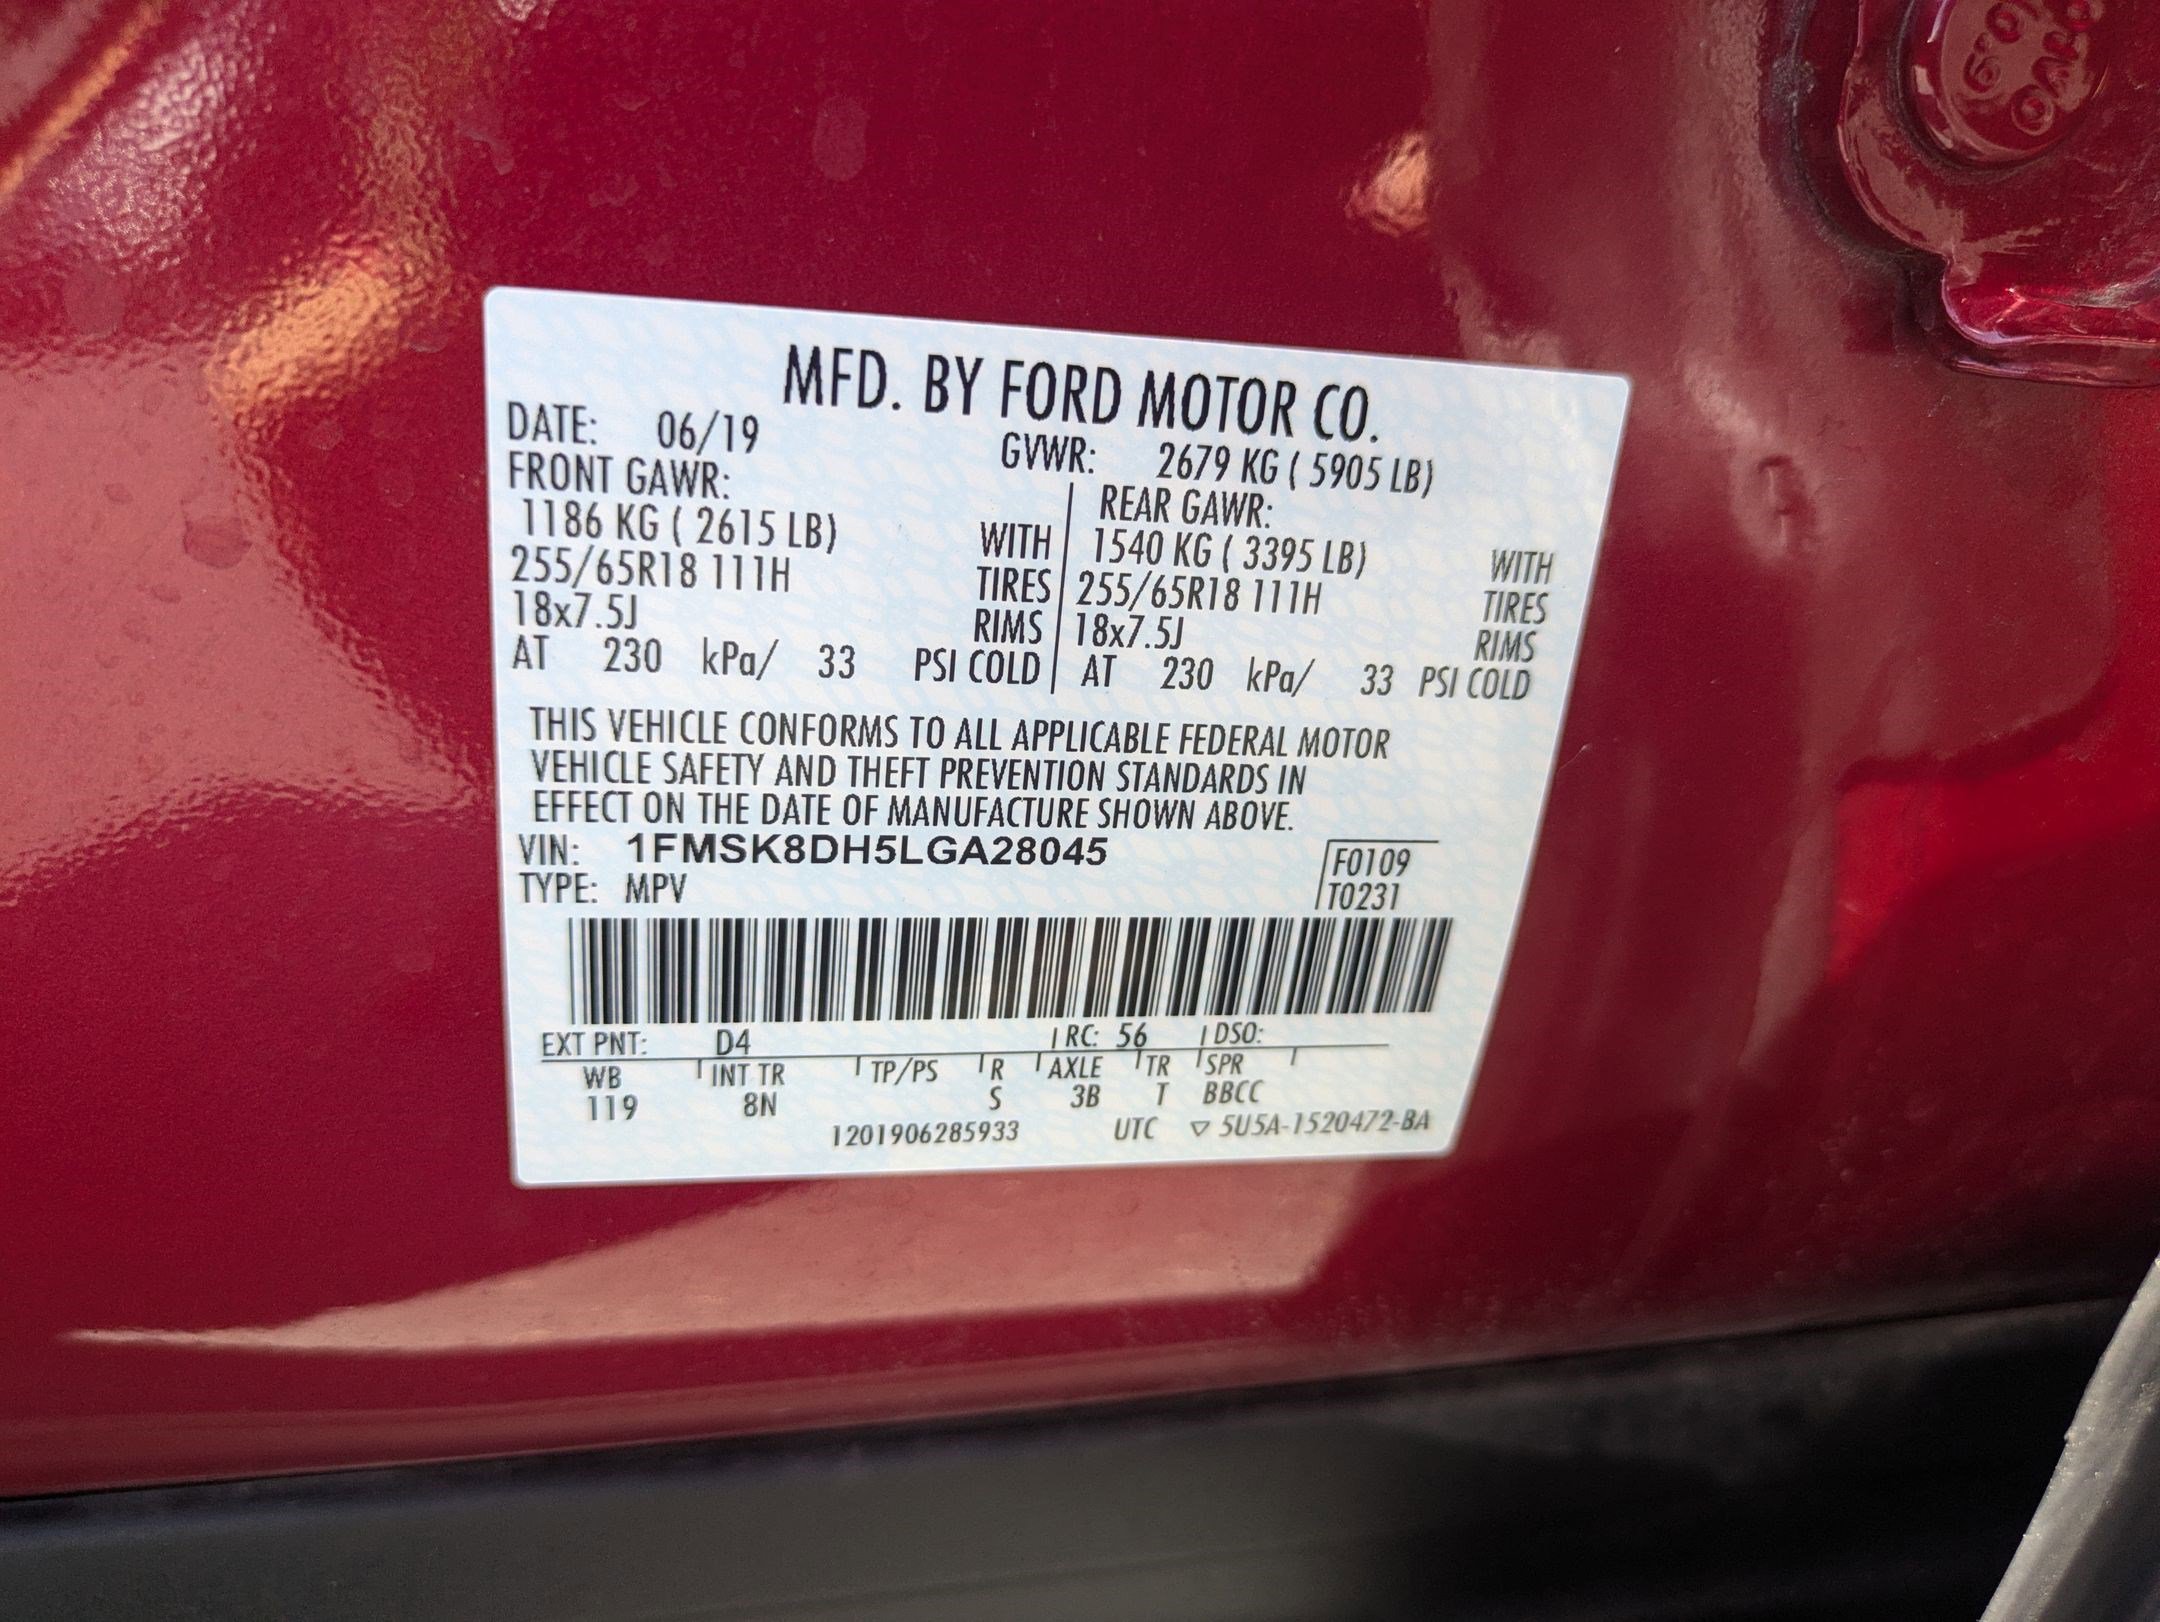 MFD. BY FORD MOTOR CO.
DATE: 06/19 GVWR: 2679 KG ( 5905 LB)
FRONT GAWR: REAR GAWR:
1186 KG ( 2615 LB) WITH 1540 KG ( 3395 LB) WITH
255/65R18 111H TIRES 255/65R18 111H TIRES
18x7.5J RIMS 18x7.5J RIMS
AT 230 kPa/ 33 PSI COLD AT 230 kPa/ 33 PSI COLD
THIS VEHICLE CONFORMS TO ALL APPLICABLE FEDERAL MOTOR
VEHICLE SAFETY AND THEFT PREVENTION STANDARDS IN
EFFECT ON THE DATE OF MANUFACTURE SHOWN ABOVE.
VIN: 1FMSK8DH5LGA28045 F0109
TYPE: MPV T0231
EXT PNT: D4 RC: 56 DSO:
WB INT TR TP/PS R AXLE TR SPR
119 8N S 3B T BBCC
1201906285933 UTC ▽ 5U5A-1520472-BA